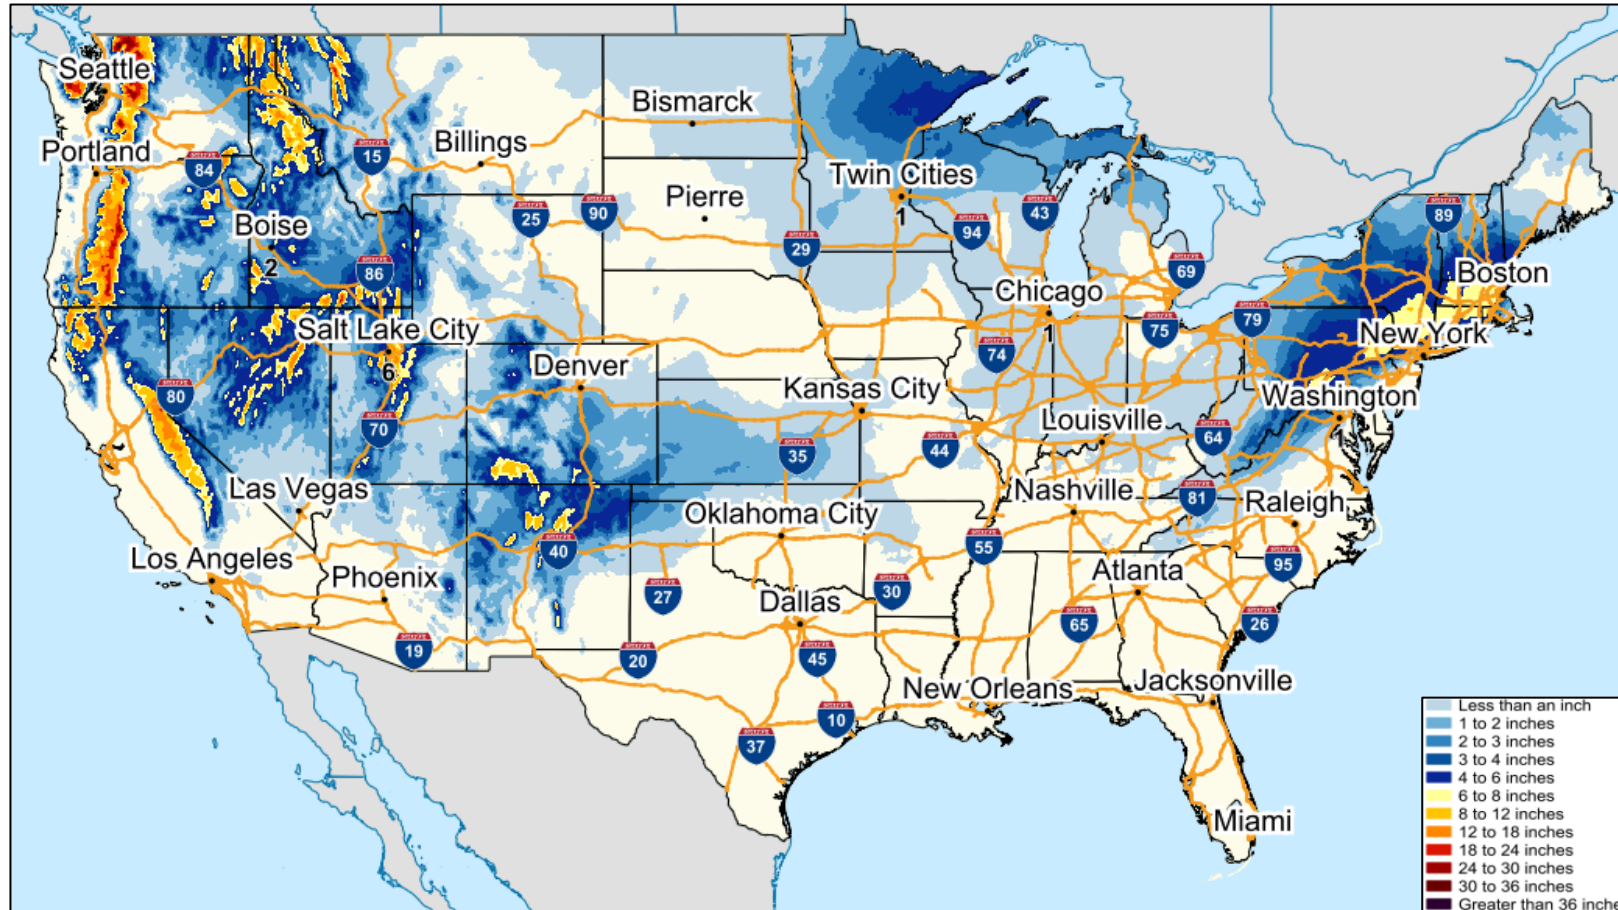 Seattle
Bismarck
Portland
15
Billings
84
Twin Cities
Pierre
1
Boise
25
90
43
89
94
29
2
86
69
Boston
Chicago
79
75
New York
1
Salt Lake City
74
Denver
6
Kansas City
Washington
80
70
Louisville
64
35
44
Las Vegas
Nashville
81
Raleigh
Oklahoma City
40
55
Los Angeles
Phoenix
95
Atlanta
27
30
Dallas
65
26
19
20
45
New Orleans
Jacksonville
10
37
Miami
Less than an inch
1 to 2 inches
2 to 3 inches
3 to 4 inches
4 to 6 inches
6 to 8 inches
8 to 12 inches
12 to 18 inches
18 to 24 inches
24 to 30 inches
30 to 36 inches
Greater than 36 inche